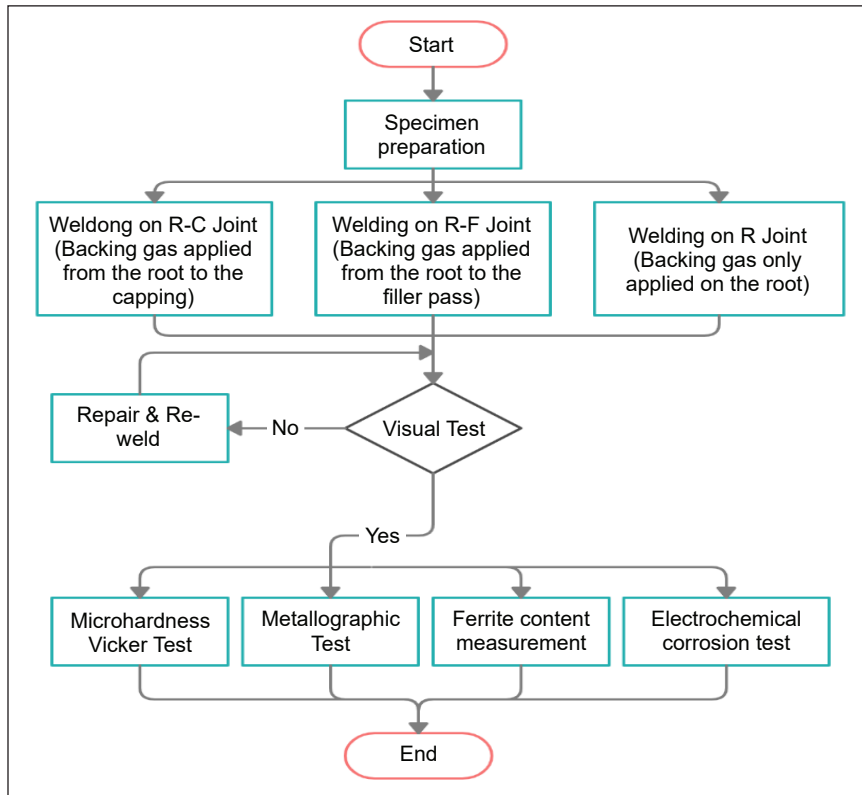 Start
Specimen
preparation
Weldong on R-C Joint
(Backing gas applied
from the root to the
capping)
Welding on R-F Joint
(Backing gas applied
from the root to the
filler pass)
Welding on R Joint
(Backing gas only
applied on the root)
Repair & Re-
weld
No
Visual Test
Yes
Microhardness
Vicker Test
Metallographic
Test
Ferrite content
measurement
Electrochemical
corrosion test
End